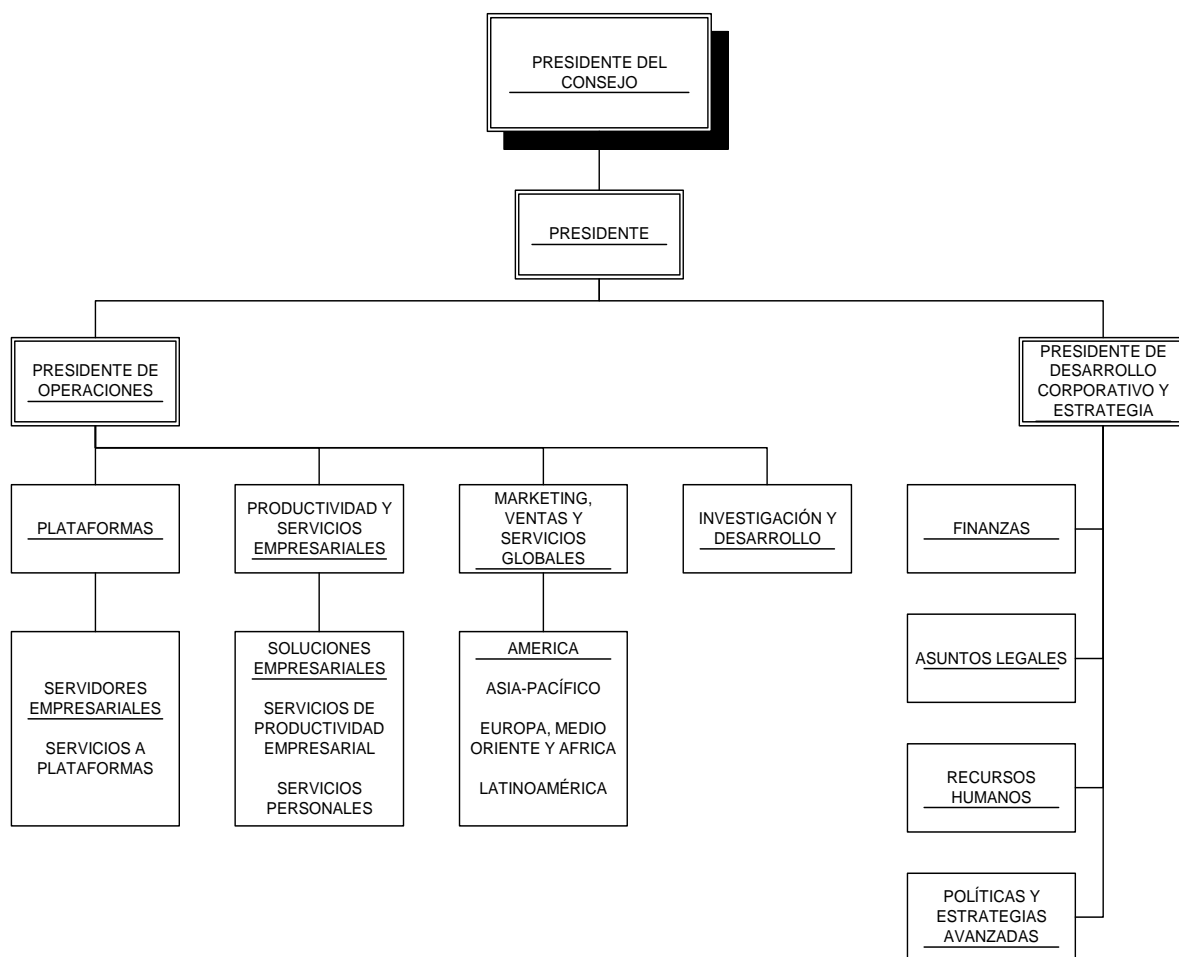 PRESIDENTE DEL
CONSEJO
PRESIDENTE
PRESIDENTE DE
OPERACIONES
PRESIDENTE DE
DESARROLLO
CORPORATIVO Y
ESTRATEGIA
PLATAFORMAS
PRODUCTIVIDAD Y
SERVICIOS
EMPRESARIALES
MARKETING,
VENTAS Y
SERVICIOS
GLOBALES
INVESTIGACIÓN Y
DESARROLLO
FINANZAS
SERVIDORES
EMPRESARIALES
SERVICIOS A
PLATAFORMAS
SOLUCIONES
EMPRESARIALES
SERVICIOS DE
PRODUCTIVIDAD
EMPRESARIAL
SERVICIOS
PERSONALES
AMERICA
ASIA-PACÍFICO
EUROPA, MEDIO
ORIENTE Y AFRICA
LATINOAMÉRICA
ASUNTOS LEGALES
RECURSOS
HUMANOS
POLÍTICAS Y
ESTRATEGIAS
AVANZADAS